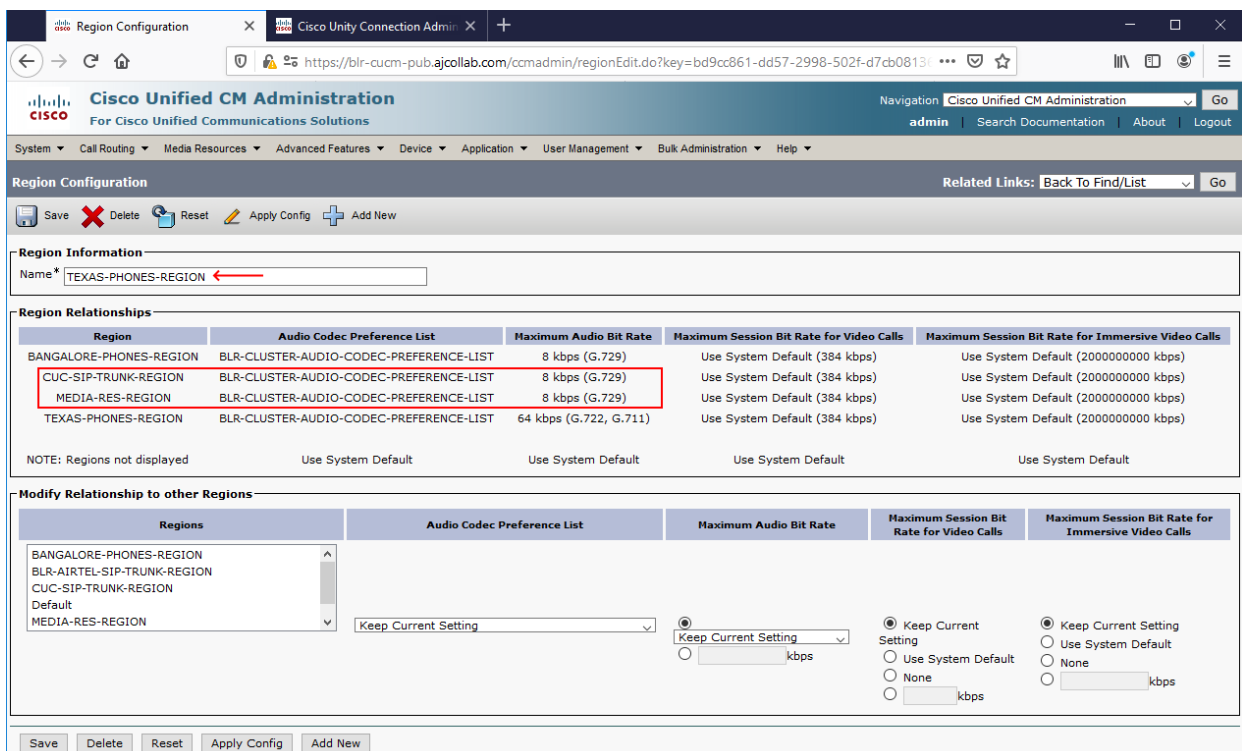 Region Configuration
Cisco Unity Connection Admin
https://blr-cucm-pub.ajcollab.com/ccmadmin/regionEdit.do?key=bd9cc861-dd57-2998-502f-d7cb0813
cisco
Cisco Unified CM Administration
For Cisco Unified Communications Solutions
Navigation Cisco Unified CM Administration Go
admin | Search Documentation | About | Logout
System Call Routing Media Resources Advanced Features Device Application User Management Bulk Administration Help
Region Configuration
Related Links: Back To Find/List Go
Save Delete Reset Apply Config Add New
Region Information
Name* TEXAS-PHONES-REGION
Region Relationships
Region Audio Codec Preference List Maximum Audio Bit Rate Maximum Session Bit Rate for Video Calls Maximum Session Bit Rate for Immersive Video Calls
BANGALORE-PHONES-REGION BLR-CLUSTER-AUDIO-CODEC-PREFERENCE-LIST 8 kbps (G.729) Use System Default (384 kbps) Use System Default (2000000000 kbps)
CUC-SIP-TRUNK-REGION BLR-CLUSTER-AUDIO-CODEC-PREFERENCE-LIST 8 kbps (G.729) Use System Default (384 kbps) Use System Default (2000000000 kbps)
MEDIA-RES-REGION BLR-CLUSTER-AUDIO-CODEC-PREFERENCE-LIST 8 kbps (G.729) Use System Default (384 kbps) Use System Default (2000000000 kbps)
TEXAS-PHONES-REGION BLR-CLUSTER-AUDIO-CODEC-PREFERENCE-LIST 64 kbps (G.722, G.711) Use System Default (384 kbps) Use System Default (2000000000 kbps)
NOTE: Regions not displayed Use System Default Use System Default Use System Default Use System Default
Modify Relationship to other Regions
Regions Audio Codec Preference List Maximum Audio Bit Rate Maximum Session Bit Rate for Video Calls Maximum Session Bit Rate for Immersive Video Calls
BANGALORE-PHONES-REGION
BLR-AIRTEL-SIP-TRUNK-REGION
CUC-SIP-TRUNK-REGION
Default
MEDIA-RES-REGION
Keep Current Setting
Keep Current Setting
kbps
Keep Current Setting
Use System Default
None
kbps
Keep Current Setting
Use System Default
None
kbps
Save Delete Reset Apply Config Add New